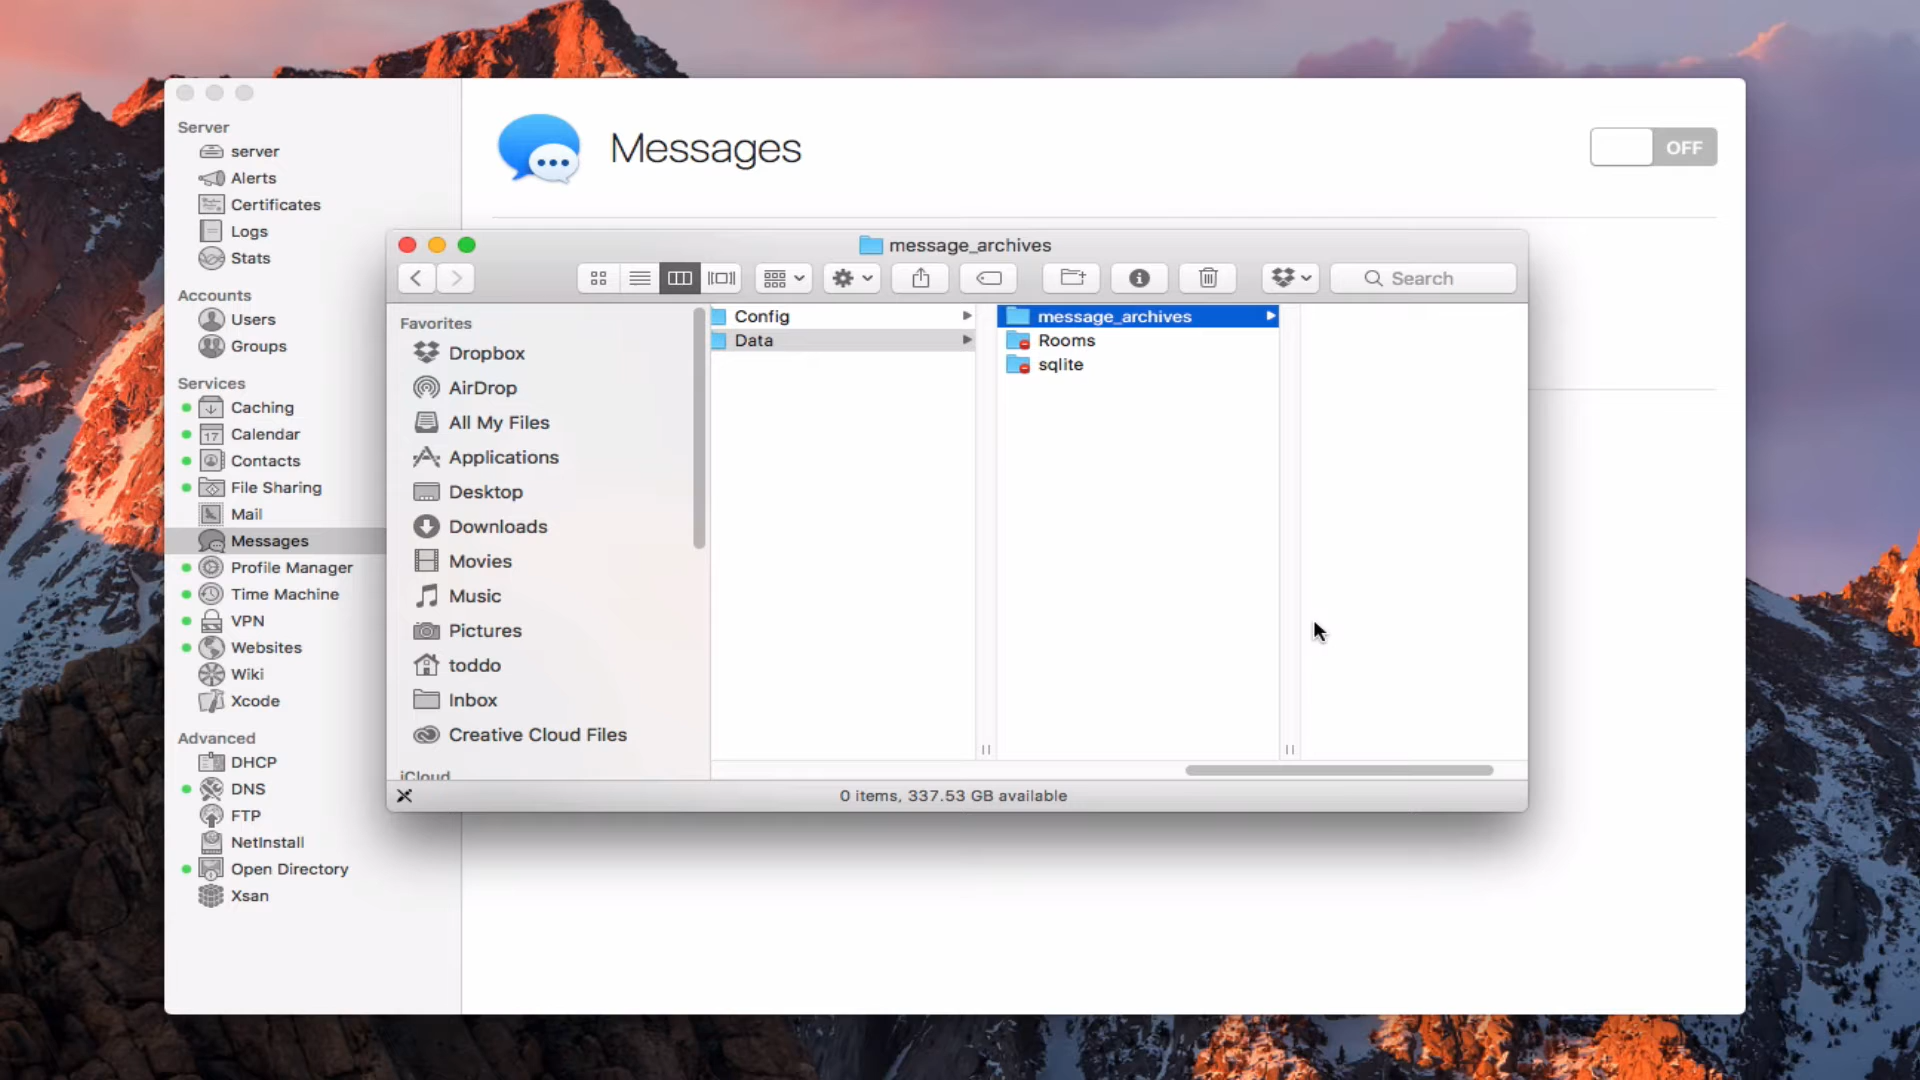 Server
server
Alerts
Certificates
Logs
Stats
Accounts
Users
Groups
Services
Caching
17 Calendar
Contacts
File Sharing
Mail
Messages
Profile Manager
Time Machine
VPN
Websites
Wiki
Xcode
Advanced
DHCP
DNS
FTP
NetInstall
Open Directory
Xsan
Messages
OFF
message_archives
Search
Favorites
Dropbox
AirDrop
All My Files
Applications
Desktop
Downloads
Movies
Music
Pictures
toddo
Inbox
Creative Cloud Files
iCloud
Config
Data
message_archives
Rooms
sqlite
0 items, 337.53 GB available